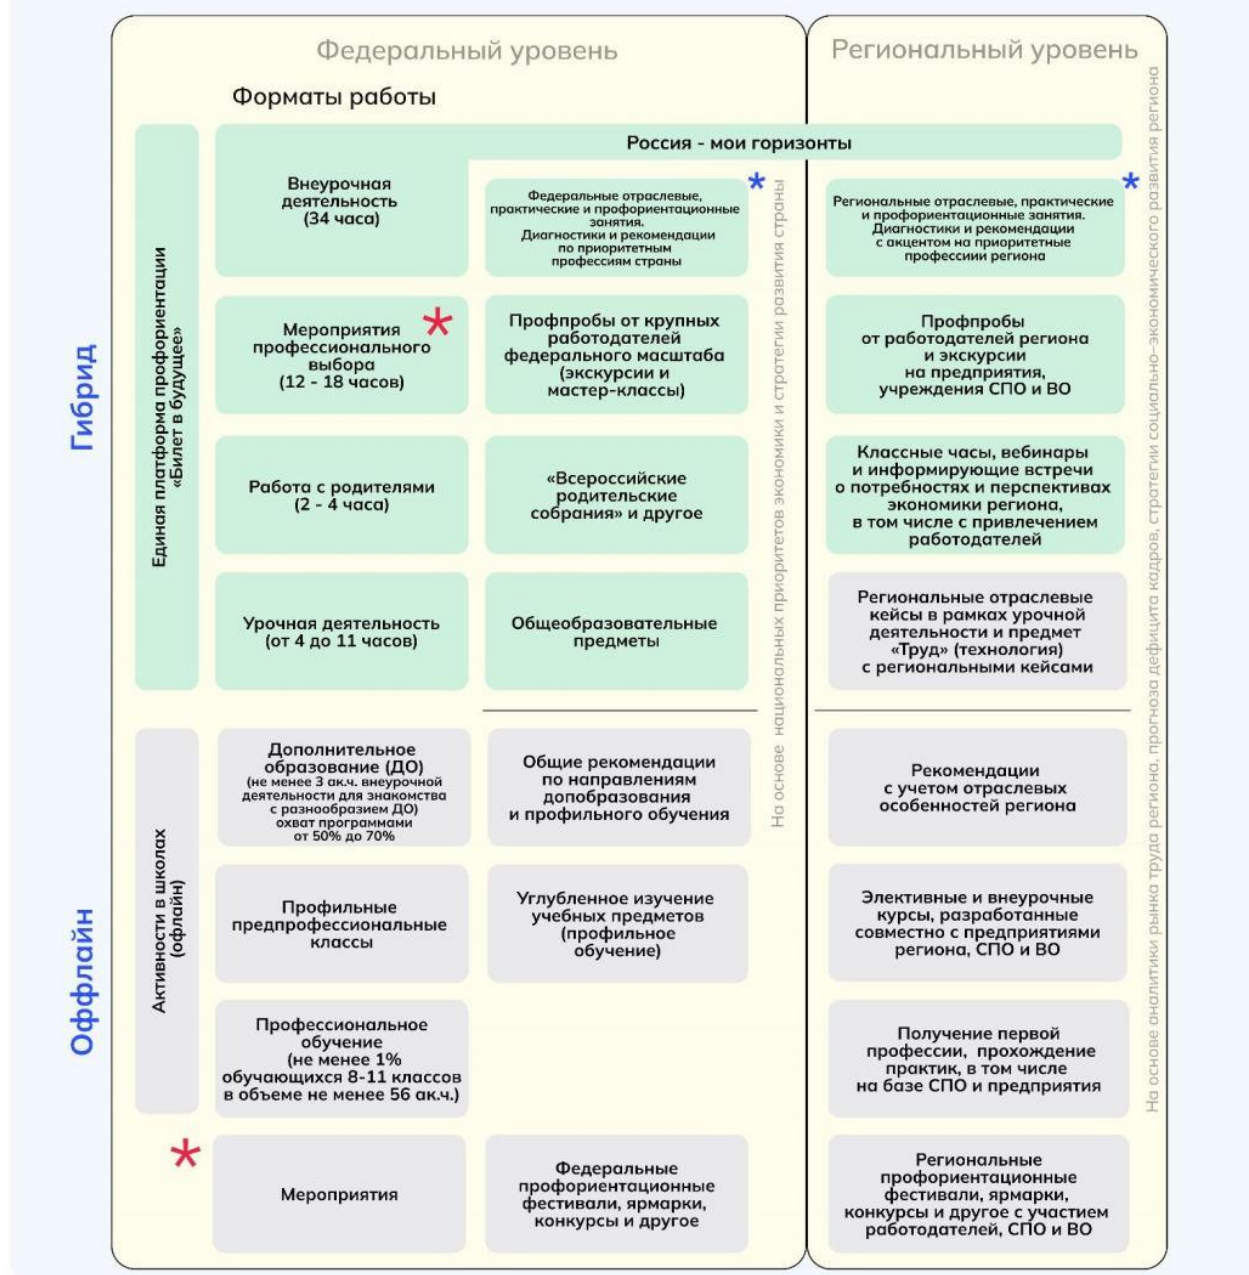 Федеральный уровень
Региональный уровень
Форматы работы
Гибрид
Единая платформа профориентации
«Билет в будущее»
Россия - мои горизонты
Внеурочная
деятельность
(34 часа)
*
Федеральные отраслевые,
практические и профориентационные
занятия.
Диагностики и рекомендации
по приоритетным
профессиям страны
*
Региональные отраслевые, практические
и профориентационные занятия.
Диагностики и рекомендации
с акцентом на приоритетные
профессиии региона
*
Мероприятия
профессионального
выбора
(12 - 18 часов)
Профпробы от крупных
работодателей
федерального масштаба
(экскурсии и
мастер-классы)
Профпробы
от работодателей региона
и экскурсии
на предприятия,
учреждения СПО и ВО
Работа с родителями
(2 - 4 часа)
«Всероссийские
родительские
собрания» и другое
Классные часы, вебинары
и информирующие встречи
о потребностях и перспективах
экономики региона,
в том числе с привлечением
работодателей
Урочная деятельность
(от 4 до 11 часов)
Общеобразовательные
предметы
Региональные отраслевые
кейсы в рамках урочной
деятельности и предмет
«Труд» (технология)
с региональными кейсами
На основе национальных приоритетов экономики и стратегии развития страны
На основе аналитики рынка труда региона, прогноза дефицита кадров, стратегии социально-экономического развития региона
Оффлайн
Активности в школах
(офлайн)
Дополнительное
образование (ДО)
(не менее 3 ак.ч. внеурочной
деятельности для знакомства
с разнообразием ДО)
охват программами
от 50% до 70%
Общие рекомендации
по направлениям
допобразования
и профильного обучения
Рекомендации
с учетом отраслевых
особенностей региона
Профильные
предпрофессиональные
классы
Углубленное изучение
учебных предметов
(профильное
обучение)
Элективные и внеурочные
курсы, разработанные
совместно с предприятиями
региона, СПО и ВО
Профессиональное
обучение
(не менее 1%
обучающихся 8-11 классов
в объеме не менее 56 ак.ч.)
Получение первой
профессии, прохождение
практик, в том числе
на базе СПО и предприятия
*
Мероприятия
Федеральные
профориентационные
фестивали, ярмарки,
конкурсы и другое
Региональные
профориентационные
фестивали, ярмарки,
конкурсы и другое с участием
работодателей, СПО и ВО